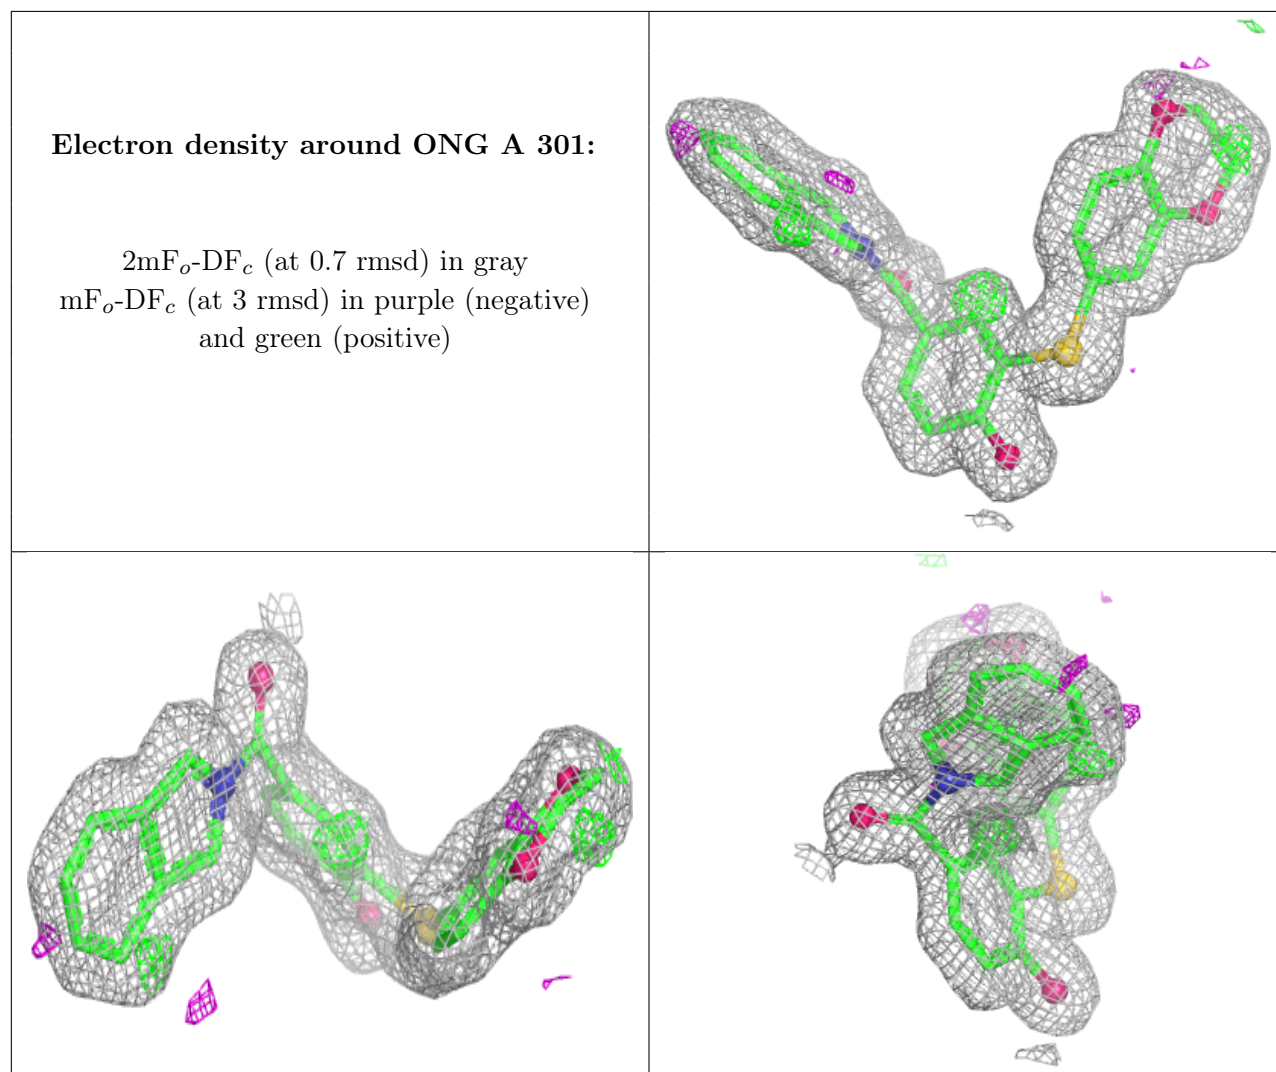 Electron density around ONG A 301:
2mFo-DFc (at 0.7 rmsd) in gray
mFo-DFc (at 3 rmsd) in purple (negative)
and green (positive)